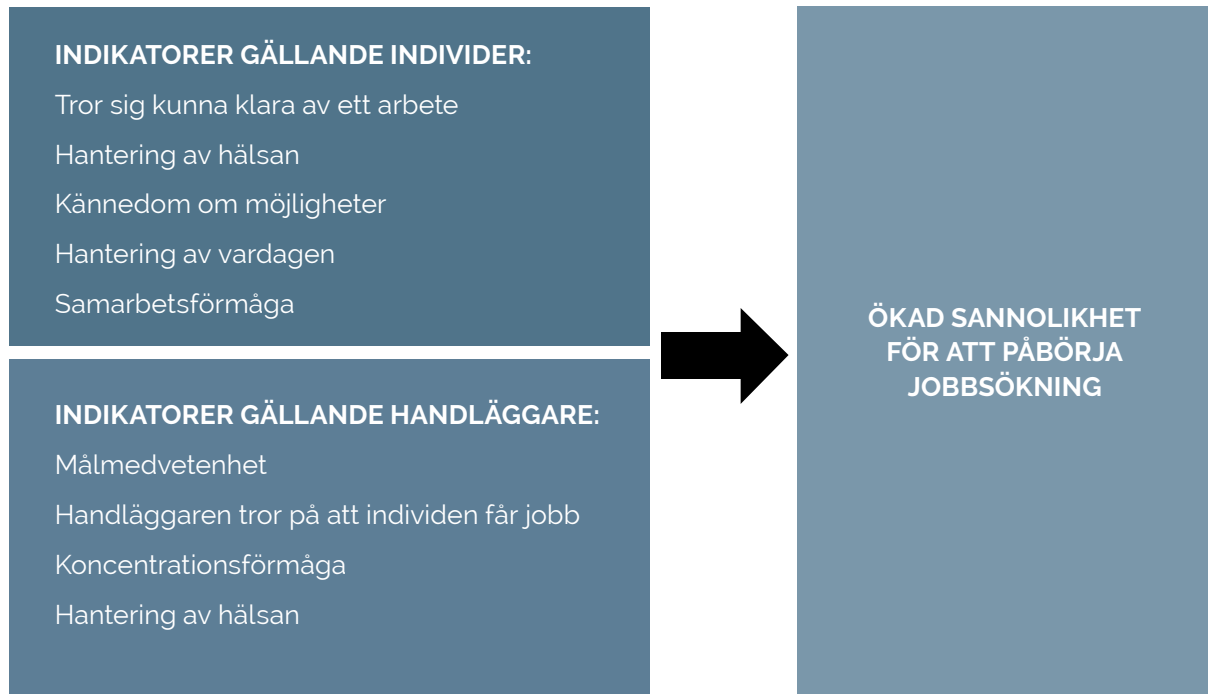 INDIKATORER GÄLLANDE INDIVIDER:
Tror sig kunna klara av ett arbete
Hantering av hälsan
Kännedom om möjligheter
Hantering av vardagen
Samarbetsförmåga
INDIKATORER GÄLLANDE HANDLÄGGARE:
Målmedvetenhet
Handläggaren tror på att individen får jobb
Koncentrationsförmåga
Hantering av hälsan
ÖKAD SANNOLIKHET
FÖR ATT PÅBÖRJA
JOBBSÖKNING